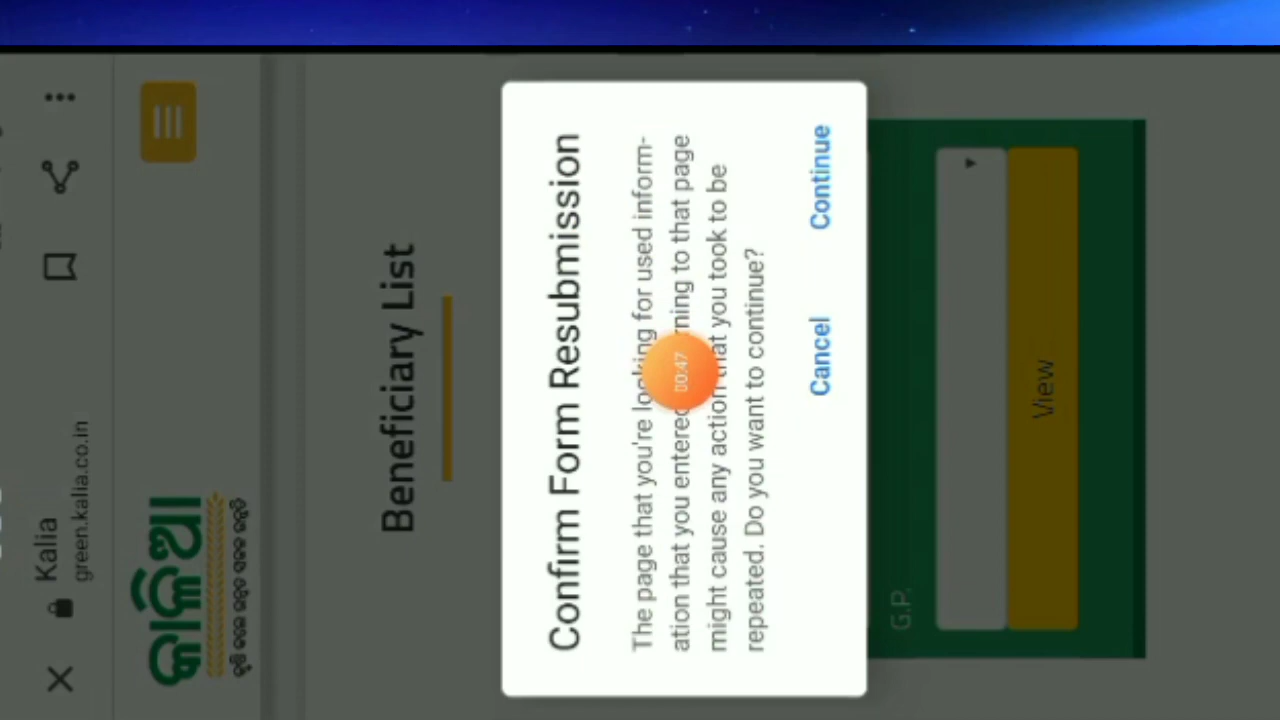 Kalia
green.kalia.co.in
କାଳିଆ
Beneficiary List
Confirm Form Resubmission
The page that you're looking for used inform-
ation that you entered. Returning to that page
might cause any action that you took to be
repeated. Do you want to continue?
Cancel Continue
00:47
G.P.
View